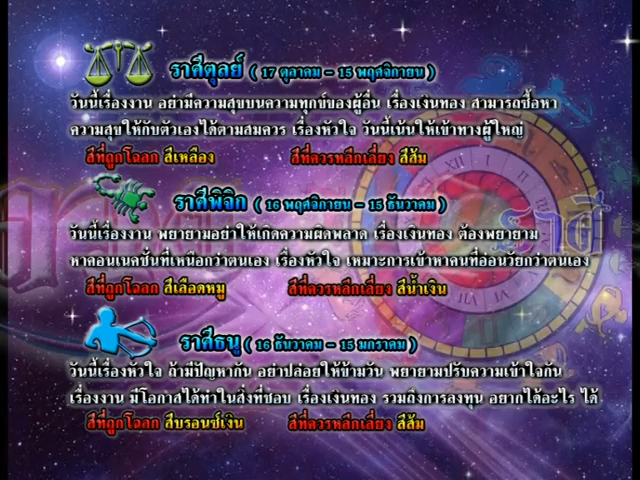 ราศีตุลย์ ( 17 ตุลาคม - 15 พฤศจิกายน )
วันนี้เรื่องงาน อย่ามีความสุขบนความทุกข์ของผู้อื่น เรื่องเงินทอง สามารถซื้อหา
ความสุขให้กับตัวเองได้ตามสมควร เรื่องหัวใจ วันนี้เน้นให้เข้าทางผู้ใหญ่
สีที่ถูกโฉลก สีเหลือง สีที่ควรหลีกเลี่ยง สีส้ม
ราศีพิจิก ( 16 พฤศจิกายน - 15 ธันวาคม )
วันนี้เรื่องงาน พยายามอย่าให้เกิดความผิดพลาด เรื่องเงินทอง ต้องพยายาม
หาคอนเนคชั่นที่เหนือกว่าตนเอง เรื่องหัวใจ เหมาะการเข้าหาคนที่อ่อนวัยกว่าตนเอง
สีที่ถูกโฉลก สีเลือดหมู สีที่ควรหลีกเลี่ยง สีน้ำเงิน
ราศีธนู ( 16 ธันวาคม - 15 มกราคม )
วันนี้เรื่องหัวใจ ถ้ามีปัญหากัน อย่าปล่อยให้ข้ามวัน พยายามปรับความเข้าใจกัน
เรื่องงาน มีโอกาสได้ทำในสิ่งที่ชอบ เรื่องเงินทอง รวมถึงการลงทุน อยากได้อะไร ได้
สีที่ถูกโฉลก สีบรอนซ์เงิน สีที่ควรหลีกเลี่ยง สีส้ม
ราศี